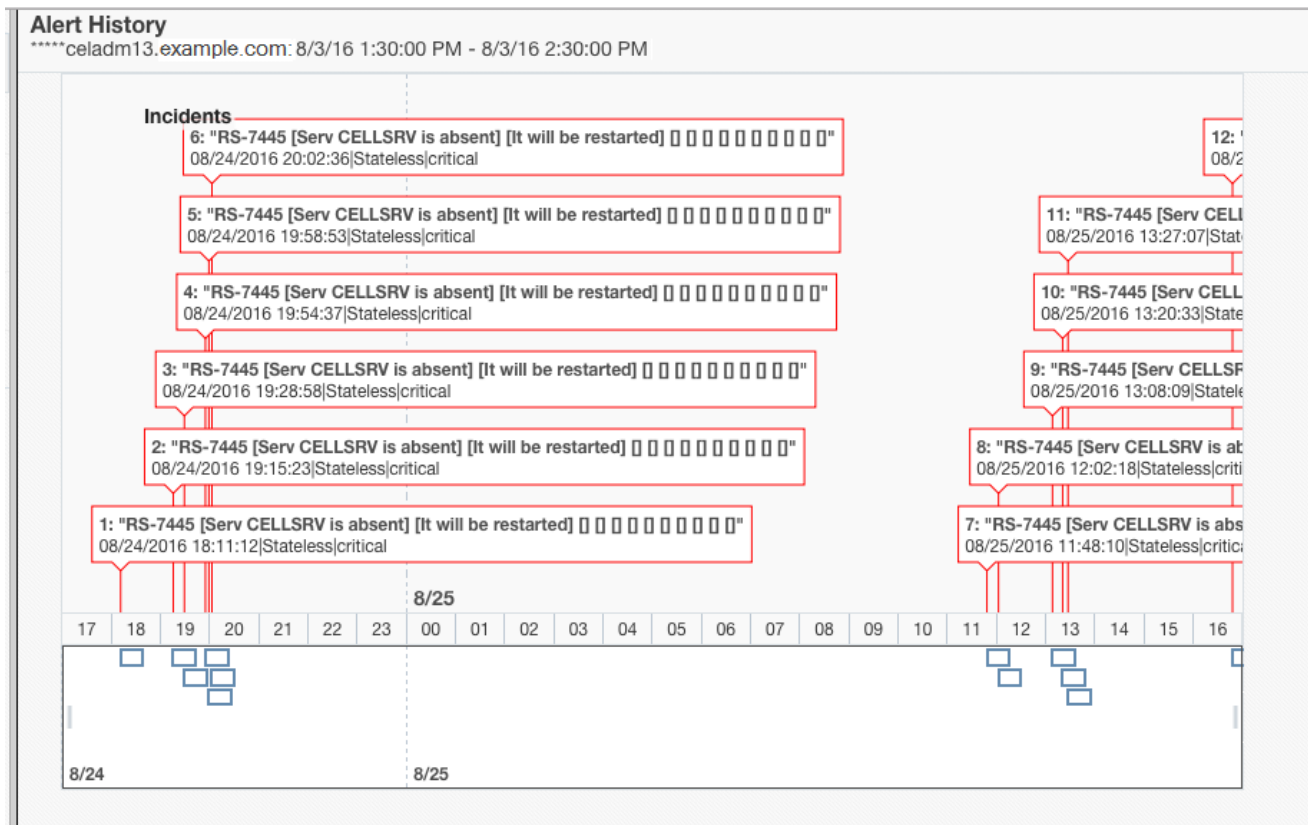 Alert History
*****celadm13.example.com: 8/3/16 1:30:00 PM - 8/3/16 2:30:00 PM
Incidents
6: "RS-7445 [Serv CELLSRV is absent] [It will be restarted] [] [] [] [] [] [] [] [] [] []"
08/24/2016 20:02:36|Stateless|critical
12: "
08/2
5: "RS-7445 [Serv CELLSRV is absent] [It will be restarted] [] [] [] [] [] [] [] [] [] []"
08/24/2016 19:58:53|Stateless|critical
11: "RS-7445 [Serv CELL
08/25/2016 13:27:07|Stat
4: "RS-7445 [Serv CELLSRV is absent] [It will be restarted] [] [] [] [] [] [] [] [] [] []"
08/24/2016 19:54:37|Stateless|critical
10: "RS-7445 [Serv CELL
08/25/2016 13:20:33|State
3: "RS-7445 [Serv CELLSRV is absent] [It will be restarted] [] [] [] [] [] [] [] [] [] []"
08/24/2016 19:28:58|Stateless|critical
9: "RS-7445 [Serv CELLSR
08/25/2016 13:08:09|Statele
2: "RS-7445 [Serv CELLSRV is absent] [It will be restarted] [] [] [] [] [] [] [] [] [] []"
08/24/2016 19:15:23|Stateless|critical
8: "RS-7445 [Serv CELLSRV is ab
08/25/2016 12:02:18|Stateless|criti
1: "RS-7445 [Serv CELLSRV is absent] [It will be restarted] [] [] [] [] [] [] [] [] [] []"
08/24/2016 18:11:12|Stateless|critical
7: "RS-7445 [Serv CELLSRV is abs
08/25/2016 11:48:10|Stateless|critic
8/25
17 18 19 20 21 22 23 00 01 02 03 04 05 06 07 08 09 10 11 12 13 14 15 16
8/24 8/25